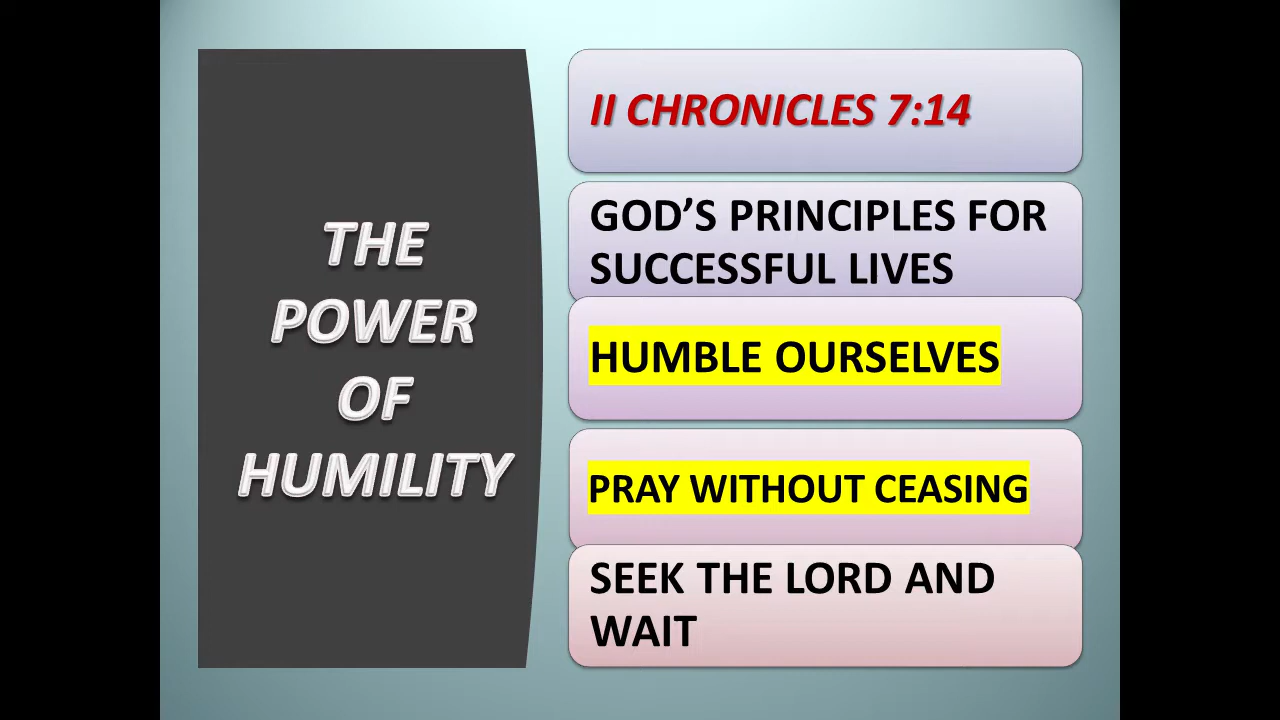 THE
POWER
OF
HUMILITY
II CHRONICLES 7:14
GOD’S PRINCIPLES FOR
SUCCESSFUL LIVES
HUMBLE OURSELVES
PRAY WITHOUT CEASING
SEEK THE LORD AND
WAIT